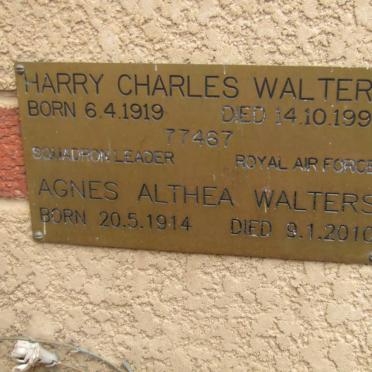 HARRY CHARLES WALTER
BORN 6.4.1919 DIED 14.10.199
77467
SQUADRON LEADER ROYAL AIR FORCE
AGNES ALTHEA WALTERS
BORN 20.5.1914 DIED 9.1.2010